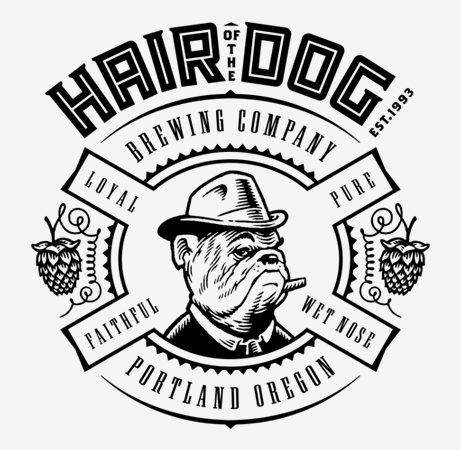 HAIR OF THE DOG
EST. 1993
BREWING COMPANY
LOYAL
PURE
FAITHFUL
WET NOSE
PORTLAND OREGON